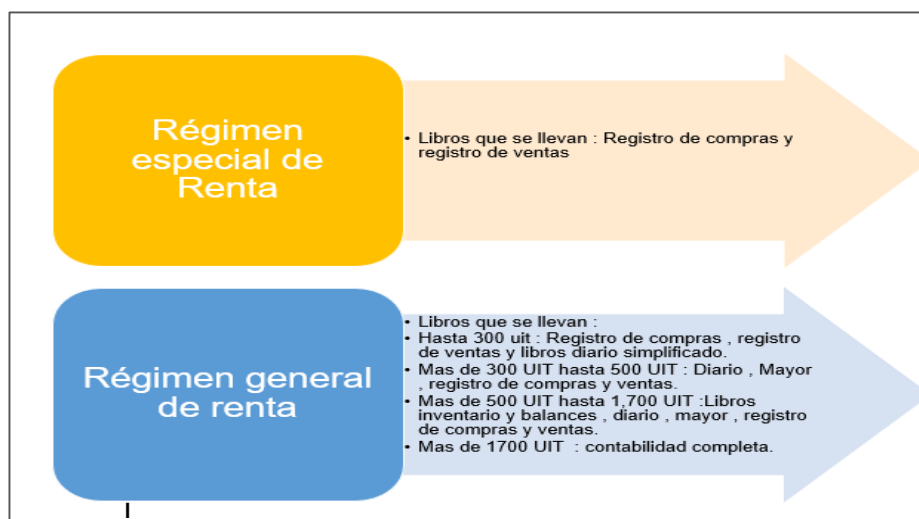 Régimen
especial de
Renta
• Libros que se llevan : Registro de compras y
registro de ventas
Régimen general
de renta
• Libros que se llevan :
• Hasta 300 uit : Registro de compras , registro
de ventas y libros diario simplificado.
• Mas de 300 UIT hasta 500 UIT : Diario , Mayor
, registro de compras y ventas.
• Mas de 500 UIT hasta 1,700 UIT :Libros
inventario y balances , diario , mayor , registro
de compras y ventas.
• Mas de 1700 UIT : contabilidad completa.